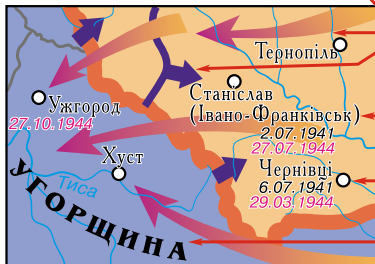 Тернопіль
Станіслав
(Івано-Франківськ)
2.07.1941
27.07.1944
Ужгород
27.10.1944
Хуст
Чернівці
6.07.1941
29.03.1944
Тиса
УГОРЩИНА